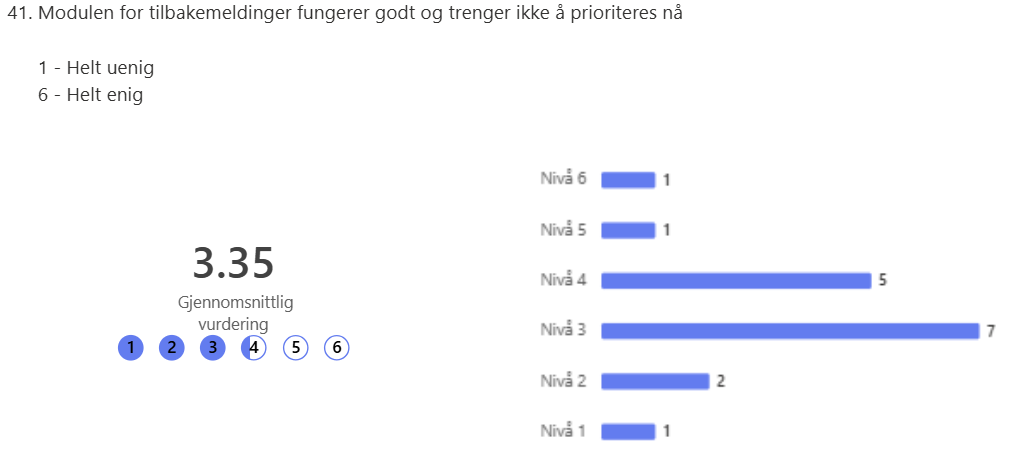 41. Modulen for tilbakemeldinger fungerer godt og trenger ikke å prioriteres nå
1 - Helt uenig
6 - Helt enig
3.35
Gjennomsnittlig
vurdering
1 2 3 4 5 6
Nivå 6 1
Nivå 5 1
Nivå 4 5
Nivå 3 7
Nivå 2 2
Nivå 1 1